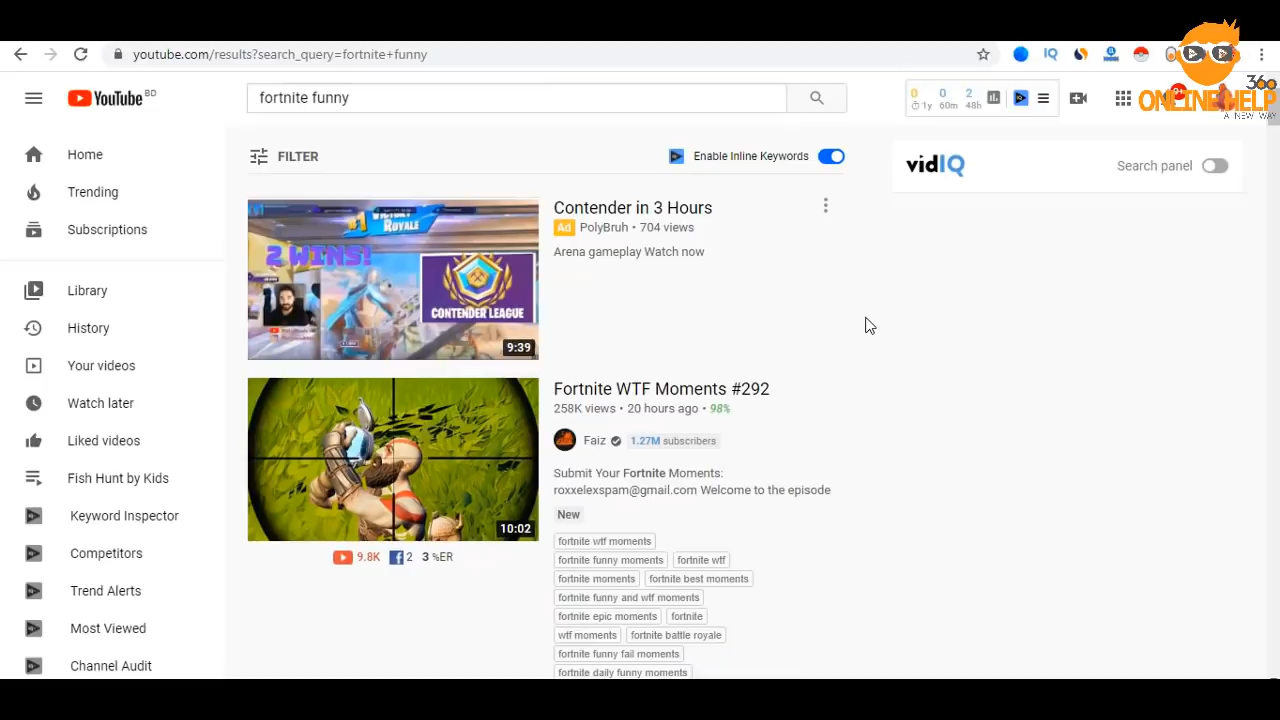 youtube.com/results?search_query=fortnite+funny
IQ
360
ONLINEHELP
A NEW WAY
YouTube BD
fortnite funny
0 0 2
1y 60m 48h
9+
Home
Trending
Subscriptions
Library
History
Your videos
Watch later
Liked videos
Fish Hunt by Kids
Keyword Inspector
Competitors
Trend Alerts
Most Viewed
Channel Audit
FILTER
Enable Inline Keywords
vidIQ
Search panel
#1 VICTORY ROYALE
2 WINS!
CONTENDER LEAGUE
9:39
Contender in 3 Hours
Ad PolyBruh • 704 views
Arena gameplay Watch now
10:02
9.8K 2 3 %ER
Fortnite WTF Moments #292
258K views • 20 hours ago • 98%
Faiz 1.27M subscribers
Submit Your Fortnite Moments:
roxxelexspam@gmail.com Welcome to the episode
New
fortnite wtf moments
fortnite funny moments fortnite wtf
fortnite moments fortnite best moments
fortnite funny and wtf moments
fortnite epic moments fortnite
wtf moments fortnite battle royale
fortnite funny fail moments
fortnite daily funny moments